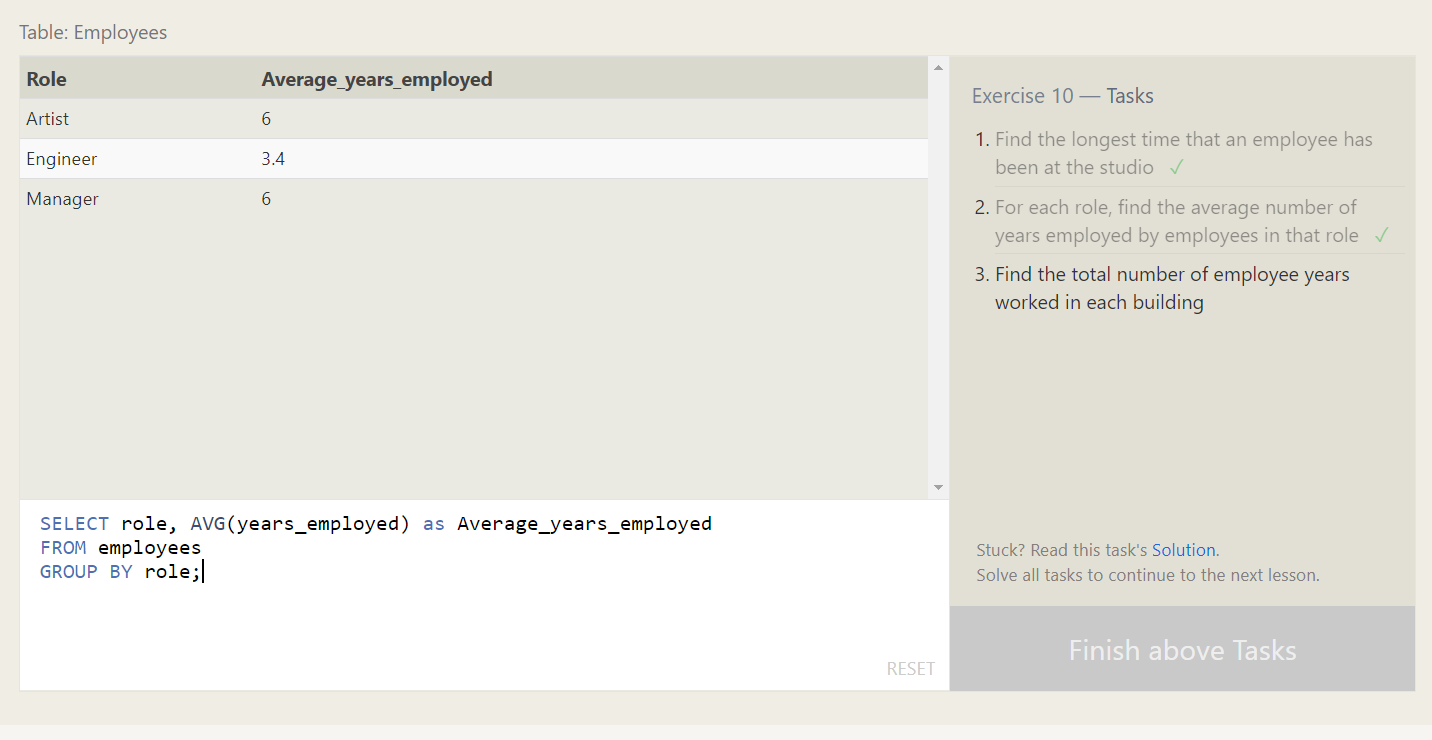 Table: Employees
Role Average_years_employed
Artist 6
Engineer 3.4
Manager 6
SELECT role, AVG(years_employed) as Average_years_employed
FROM employees
GROUP BY role;
RESET
Exercise 10 — Tasks
1. Find the longest time that an employee has
been at the studio ✓
2. For each role, find the average number of
years employed by employees in that role ✓
3. Find the total number of employee years
worked in each building
Stuck? Read this task's Solution.
Solve all tasks to continue to the next lesson.
Finish above Tasks